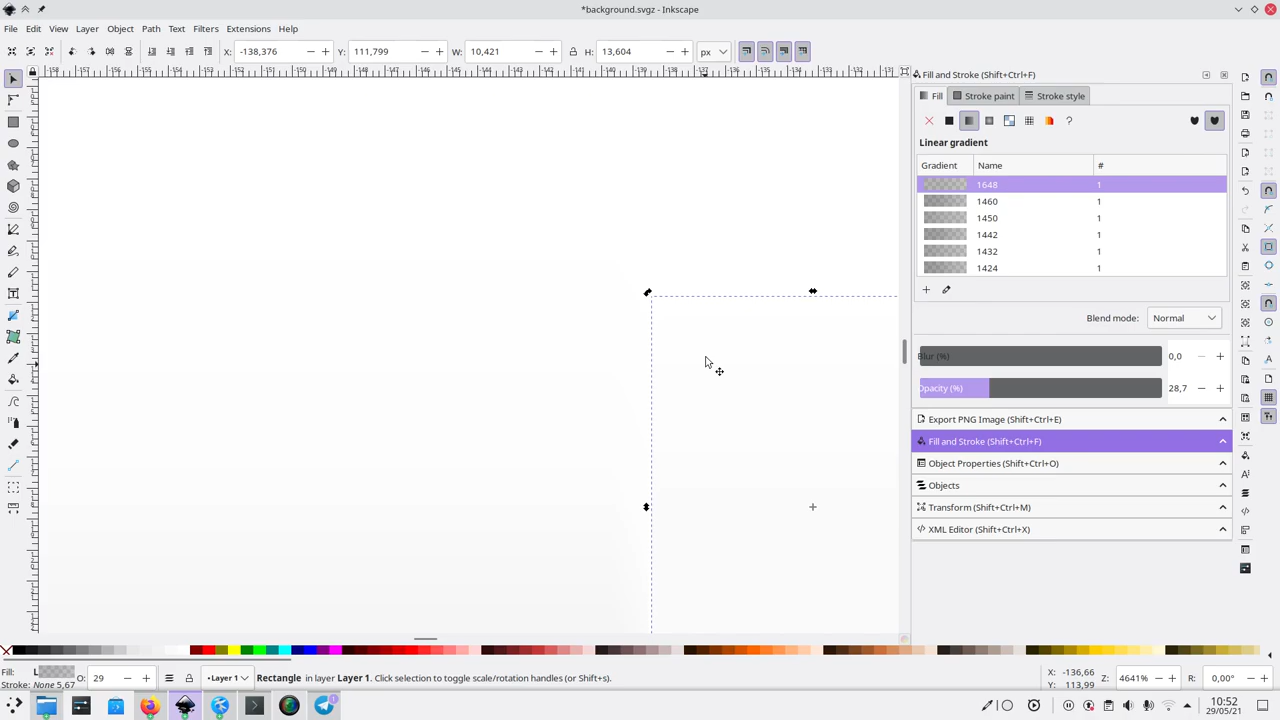 *background.svgz - Inkscape
File Edit View Layer Object Path Text Filters Extensions Help
X: -138,376 Y: 111,799 W: 10,421 H: 13,604 px
Fill and Stroke (Shift+Ctrl+F)
Fill Stroke paint Stroke style
?
Linear gradient
Gradient Name #
1648 1
1460 1
1450 1
1442 1
1432 1
1424 1
Blend mode: Normal
Blur (%) 0,0
Opacity (%) 28,7
Export PNG Image (Shift+Ctrl+E)
Fill and Stroke (Shift+Ctrl+F)
Object Properties (Shift+Ctrl+O)
Objects
Transform (Shift+Ctrl+M)
XML Editor (Shift+Ctrl+X)
Fill: L O: 29 Layer 1 Rectangle in layer Layer 1. Click selection to toggle scale/rotation handles (or Shift+s). X: -136,66 Z: 4641% R: 0,00°
Stroke: None 5,67 Y: 113,99
10:52
29/05/21